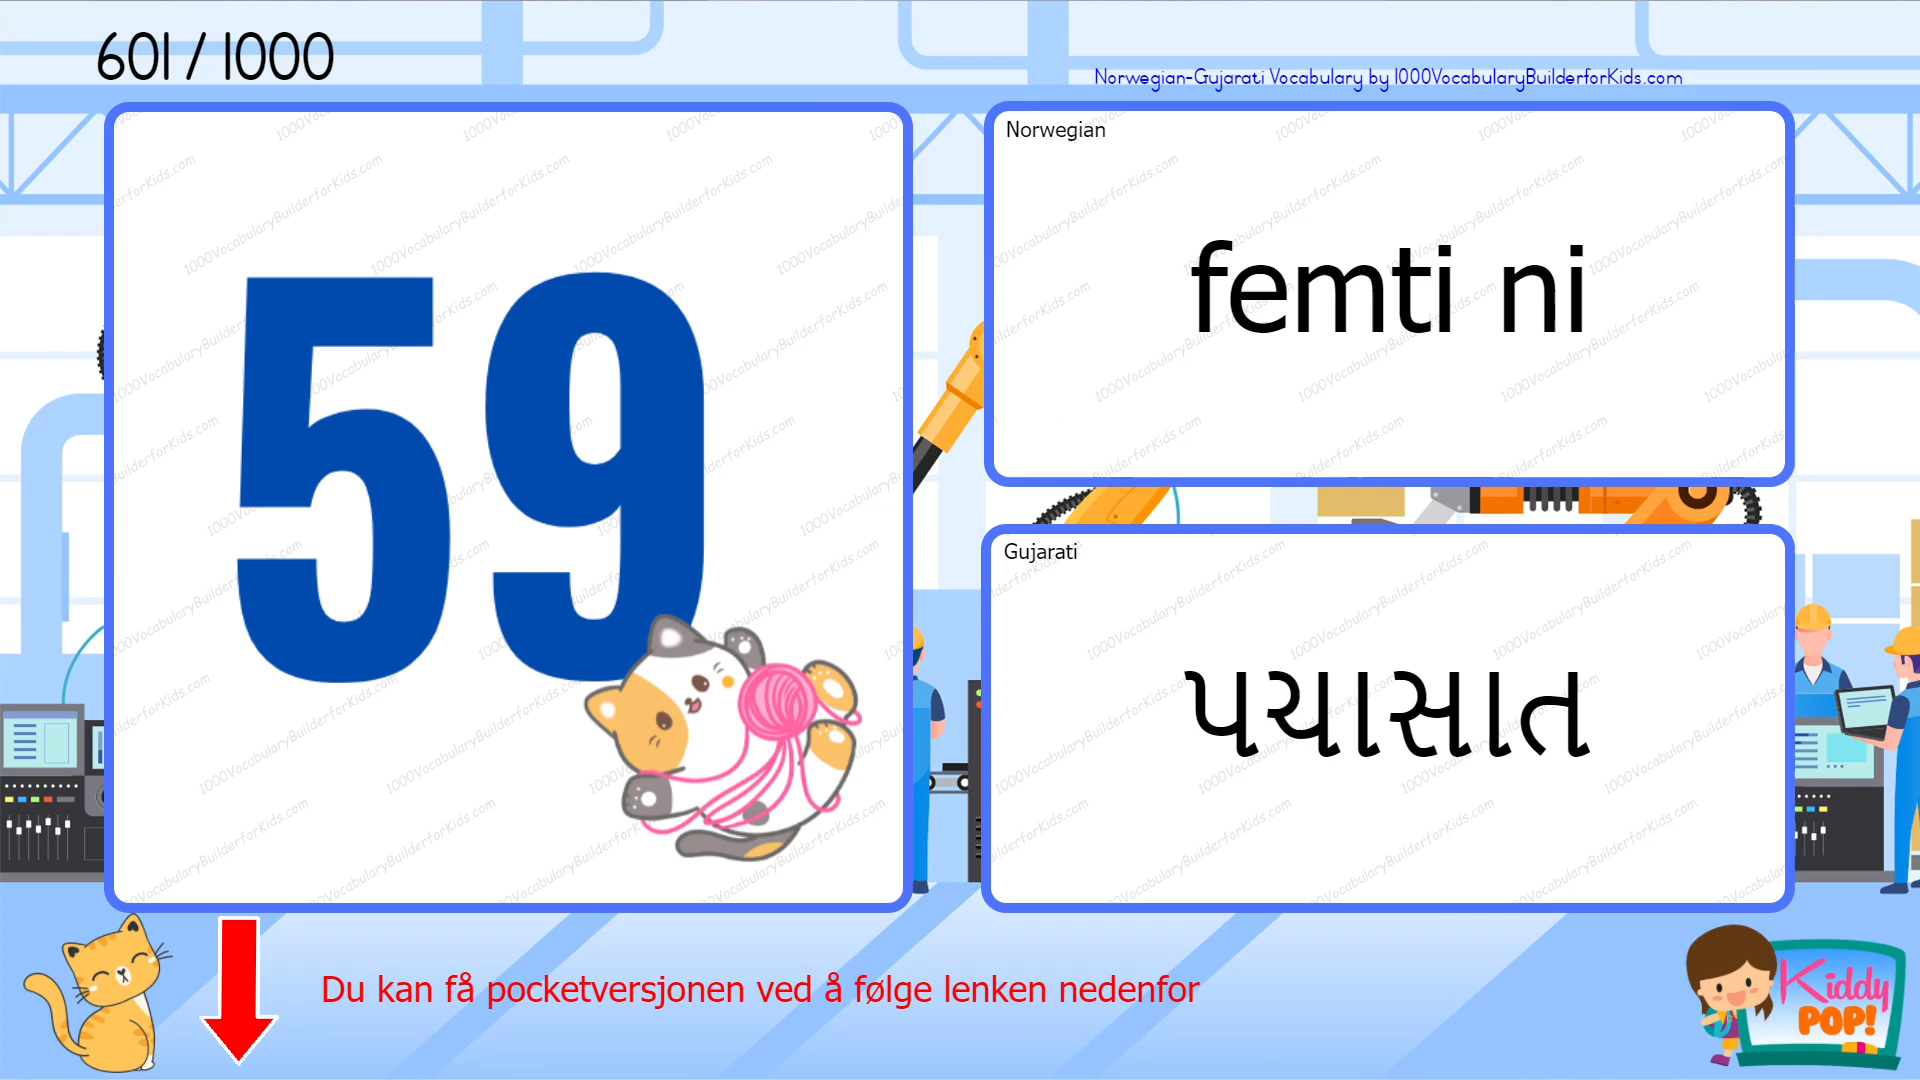 601 / 1000
Norwegian-Gujarati Vocabulary by 1000VocabularyBuilderforKids.com
59
Norwegian
femti ni
Gujarati
પચાસાત
Du kan få pocketversjonen ved å følge lenken nedenfor
Kiddy
POP!